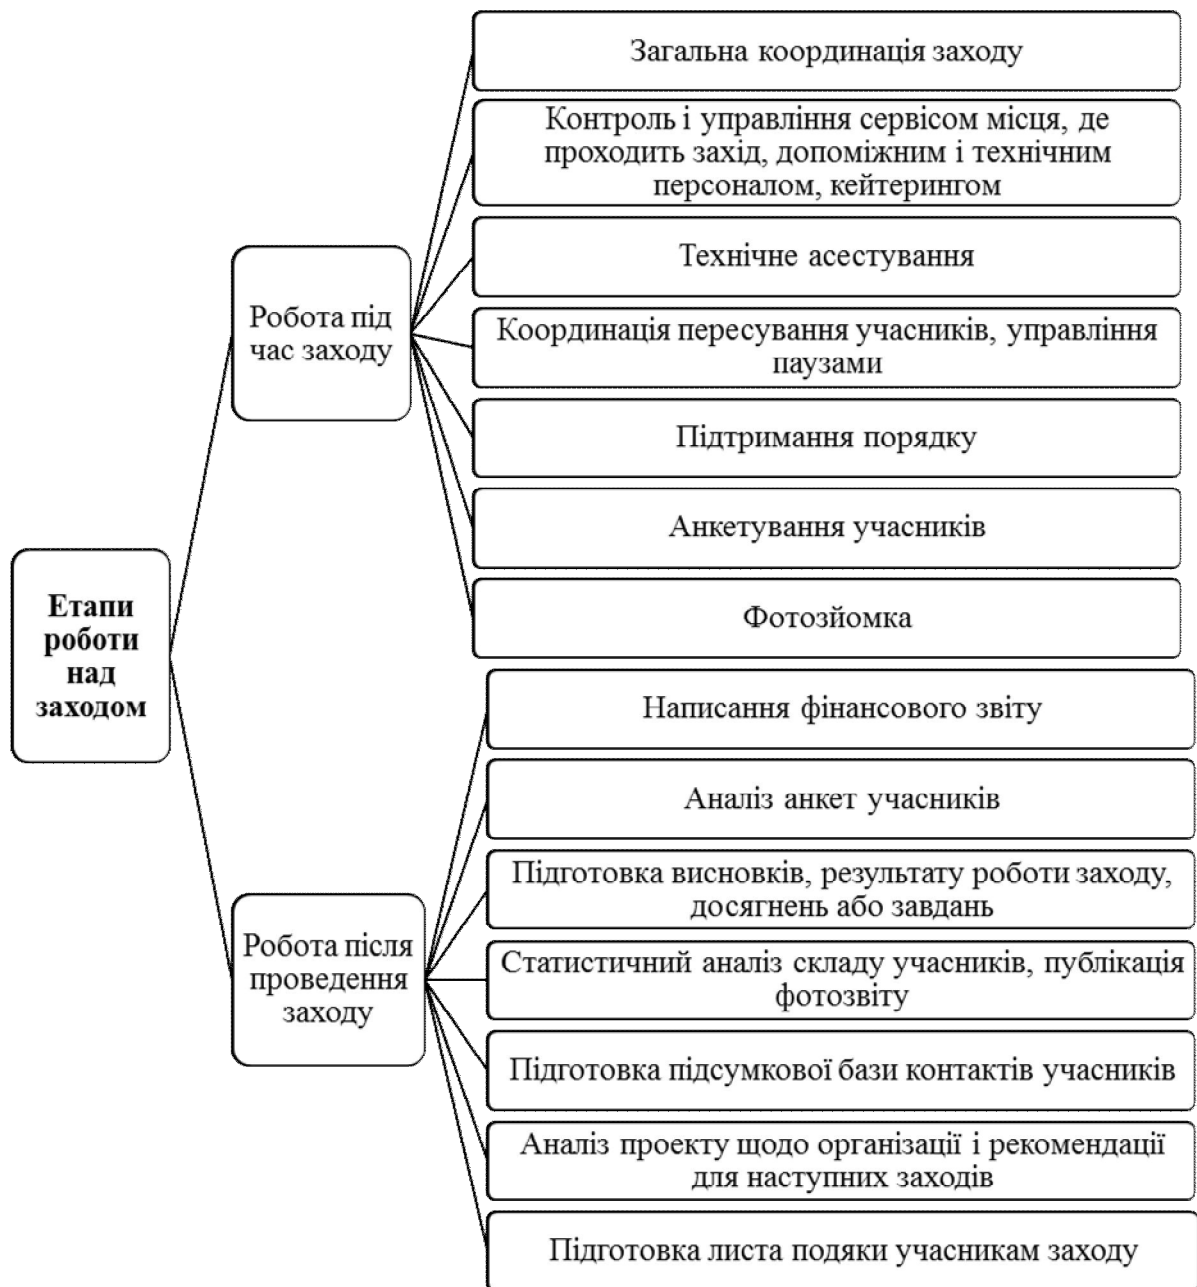 Етапи
роботи
над
заходом
Робота під
час заходу
Загальна координація заходу
Контроль і управління сервісом місця, де
проходить захід, допоміжним і технічним
персоналом, кейтерингом
Технічне асестування
Координація пересування учасників, управління
паузами
Підтримання порядку
Анкетування учасників
Фотозйомка
Робота після
проведення
заходу
Написання фінансового звіту
Аналіз анкет учасників
Підготовка висновків, результату роботи заходу,
досягнень або завдань
Статистичний аналіз складу учасників, публікація
фотозвіту
Підготовка підсумкової бази контактів учасників
Аналіз проекту щодо організації і рекомендації
для наступних заходів
Підготовка листа подяки учасникам заходу